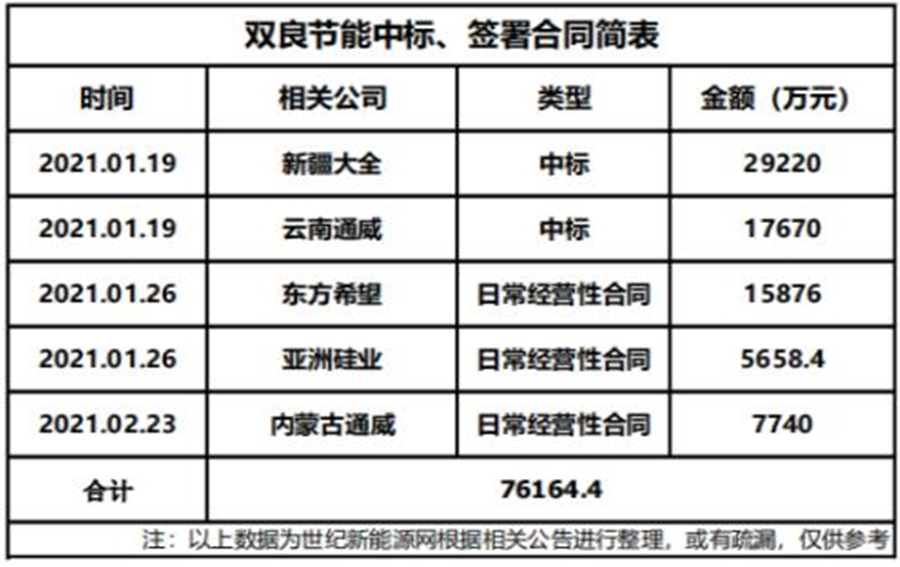 双良节能中标、签署合同简表
时间 相关公司 类型 金额（万元）
2021.01.19 新疆大全 中标 29220
2021.01.19 云南通威 中标 17670
2021.01.26 东方希望 日常经营性合同 15876
2021.01.26 亚洲硅业 日常经营性合同 5658.4
2021.02.23 内蒙古通威 日常经营性合同 7740
合计 76164.4
注：以上数据为世纪新能源网根据相关公告进行整理，或有疏漏，仅供参考